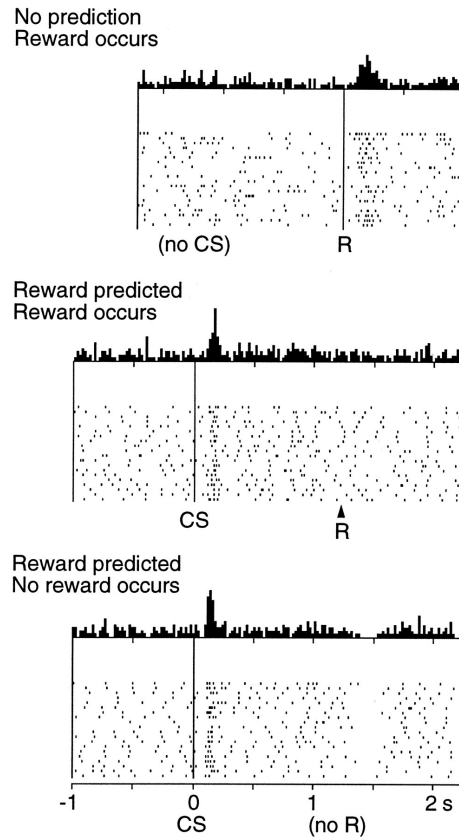 No prediction
Reward occurs
(no CS) R
Reward predicted
Reward occurs
CS
R
Reward predicted
No reward occurs
-1 0 1 2 s
CS (no R)